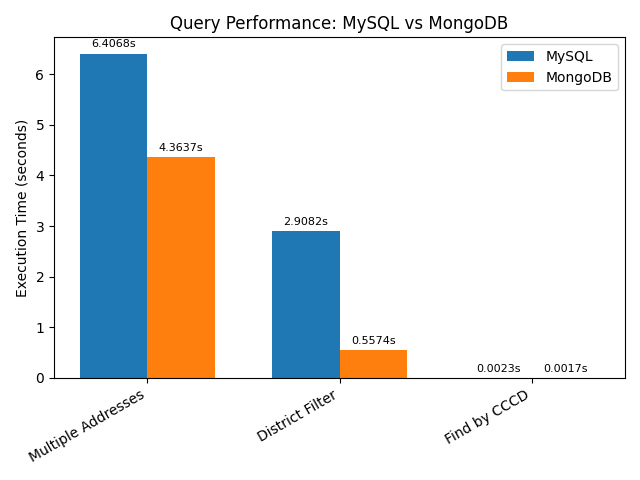 Query Performance: MySQL vs MongoDB
MySQL
MongoDB
Execution Time (seconds)
6
5
4
3
2
1
0
6.4068s
4.3637s
2.9082s
0.5574s
0.0023s
0.0017s
Multiple Addresses
District Filter
Find by CCCD